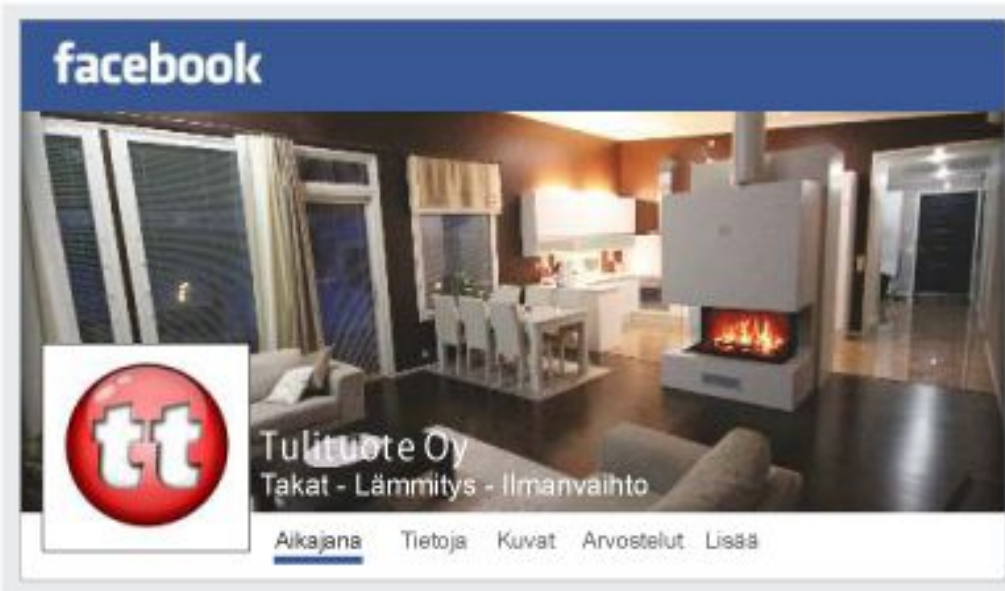 facebook
tt
Tulituote Oy
Takat - Lämmitys - Ilmanvaihto
Aikajana Tietoja Kuvat Arvostelut Lisää